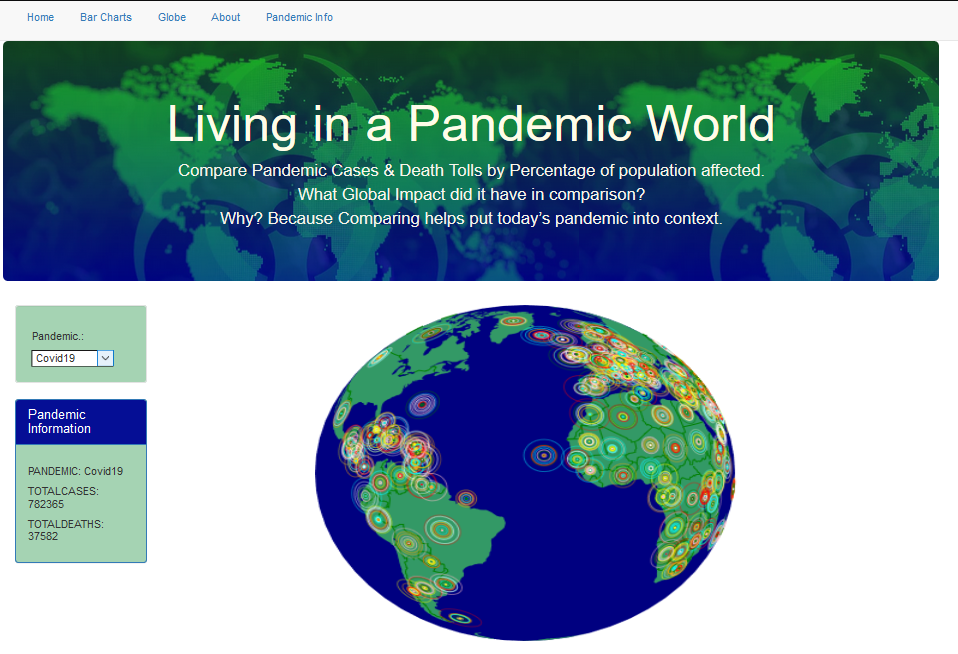 Home Bar Charts Globe About Pandemic Info
Living in a Pandemic World
Compare Pandemic Cases & Death Tolls by Percentage of population affected.
What Global Impact did it have in comparison?
Why? Because Comparing helps put today’s pandemic into context.
Pandemic.:
Covid19
Pandemic
Information
PANDEMIC: Covid19
TOTALCASES:
782365
TOTALDEATHS:
37582